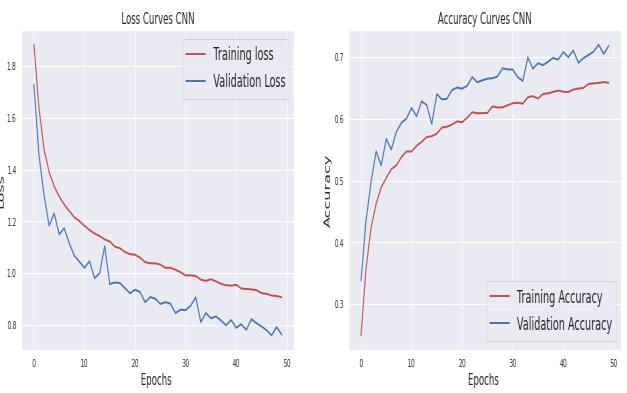 Loss Curves CNN
Training loss
Validation Loss
1.8
1.6
1.4
1.2
1.0
0.8
Loss
0 10 20 30 40 50
Epochs
Accuracy Curves CNN
0.7
0.6
0.5
0.4
0.3
Accuracy
Training Accuracy
Validation Accuracy
0 10 20 30 40 50
Epochs